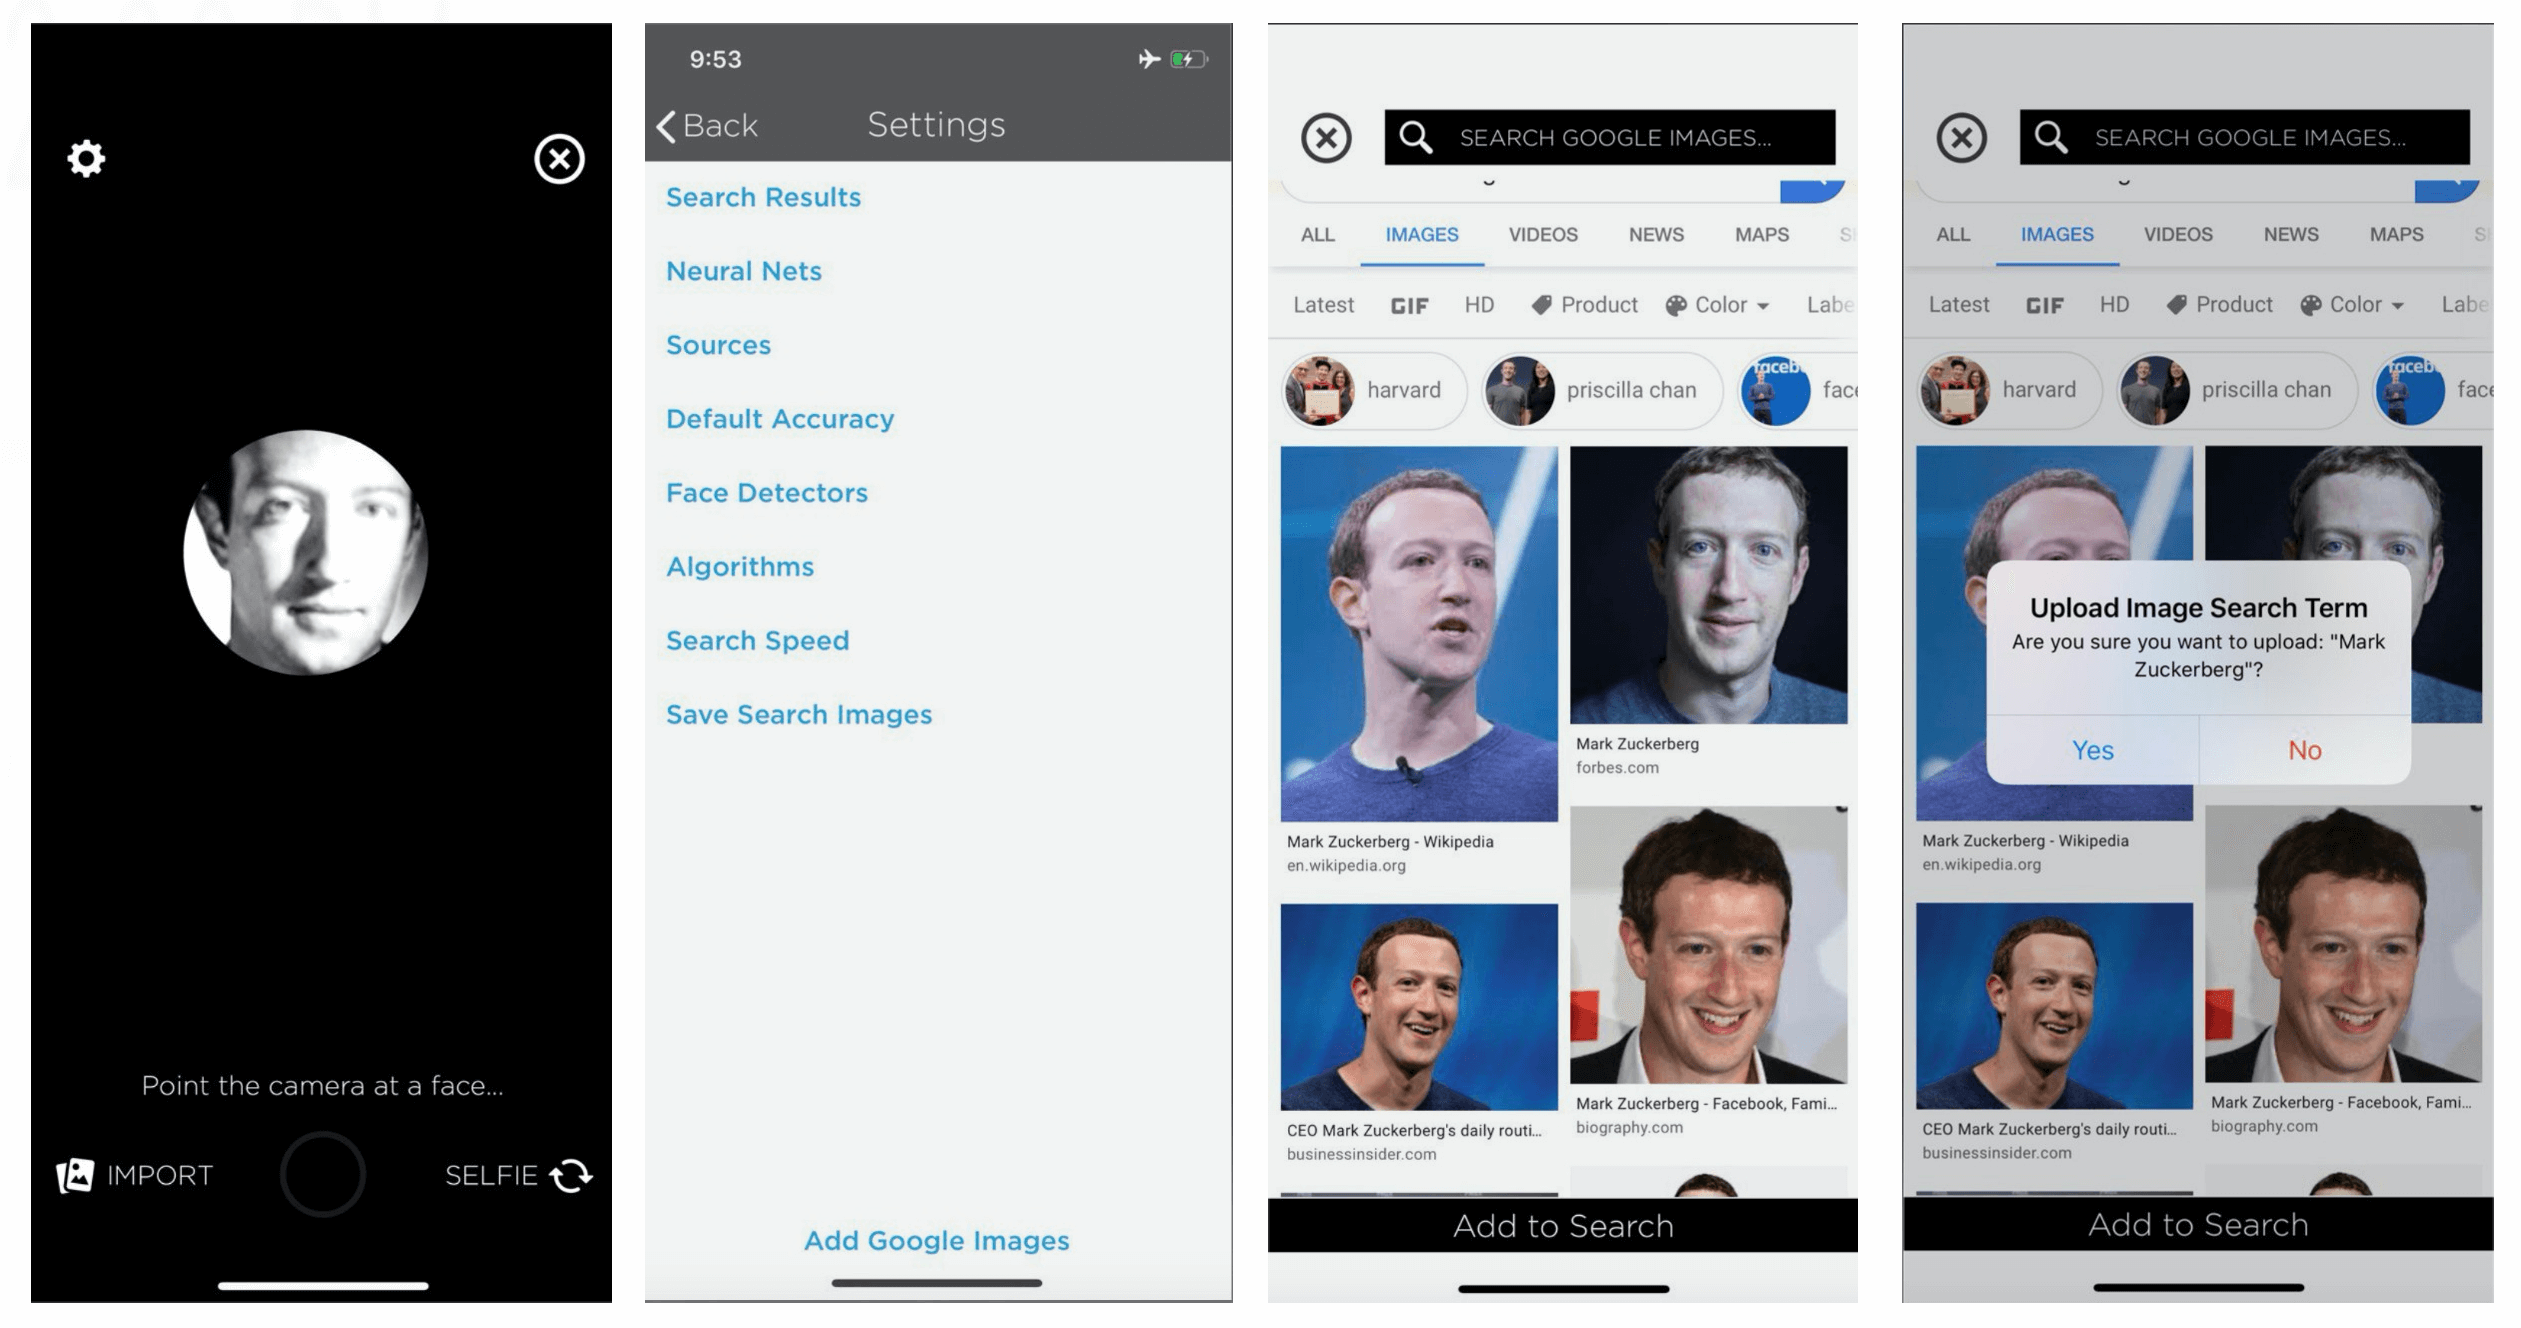 Point the camera at a face...
IMPORT
SELFIE
9:53
Back
Settings
Search Results
Neural Nets
Sources
Default Accuracy
Face Detectors
Algorithms
Search Speed
Save Search Images
Add Google Images
SEARCH GOOGLE IMAGES...
ALL IMAGES VIDEOS NEWS MAPS
Latest GIF HD Product Color Labe
harvard priscilla chan face
Mark Zuckerberg
forbes.com
Mark Zuckerberg - Wikipedia
en.wikipedia.org
Mark Zuckerberg - Facebook, Fami...
biography.com
CEO Mark Zuckerberg's daily routi...
businessinsider.com
Add to Search
SEARCH GOOGLE IMAGES...
ALL IMAGES VIDEOS NEWS MAPS
Latest GIF HD Product Color Labe
harvard priscilla chan face
Upload Image Search Term
Are you sure you want to upload: "Mark
Zuckerberg"?
Yes No
Mark Zuckerberg - Wikipedia
en.wikipedia.org
Mark Zuckerberg - Facebook, Fami...
biography.com
CEO Mark Zuckerberg's daily routi...
businessinsider.com
Add to Search